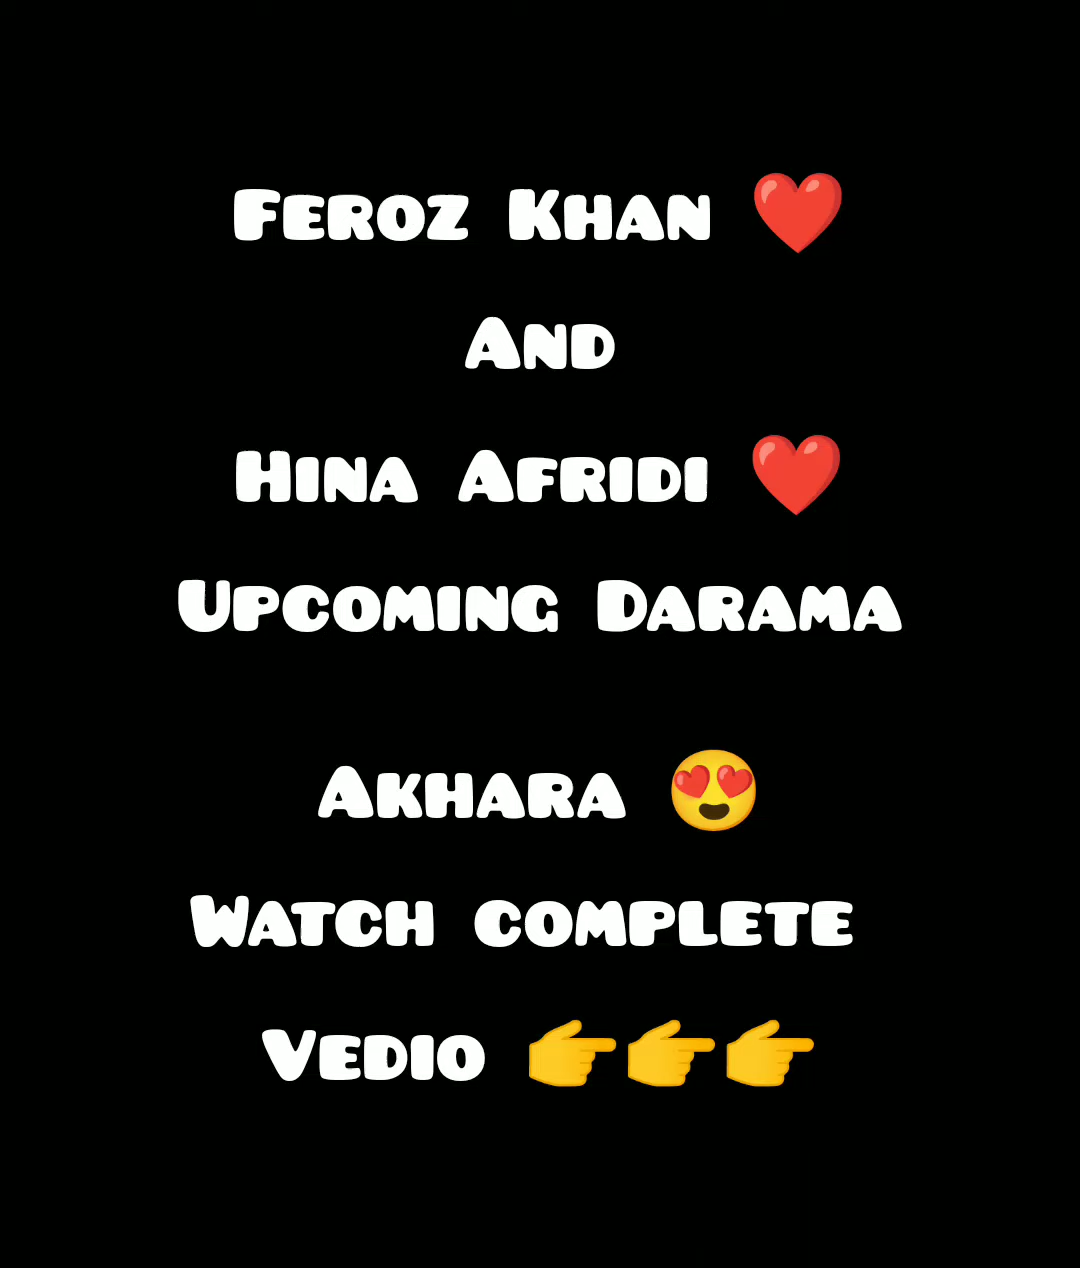 Feroz Khan ❤️
And
Hina Afridi ❤️
Upcoming Darama
Akhara 😍
Watch complete
Vedio 👉👉👉